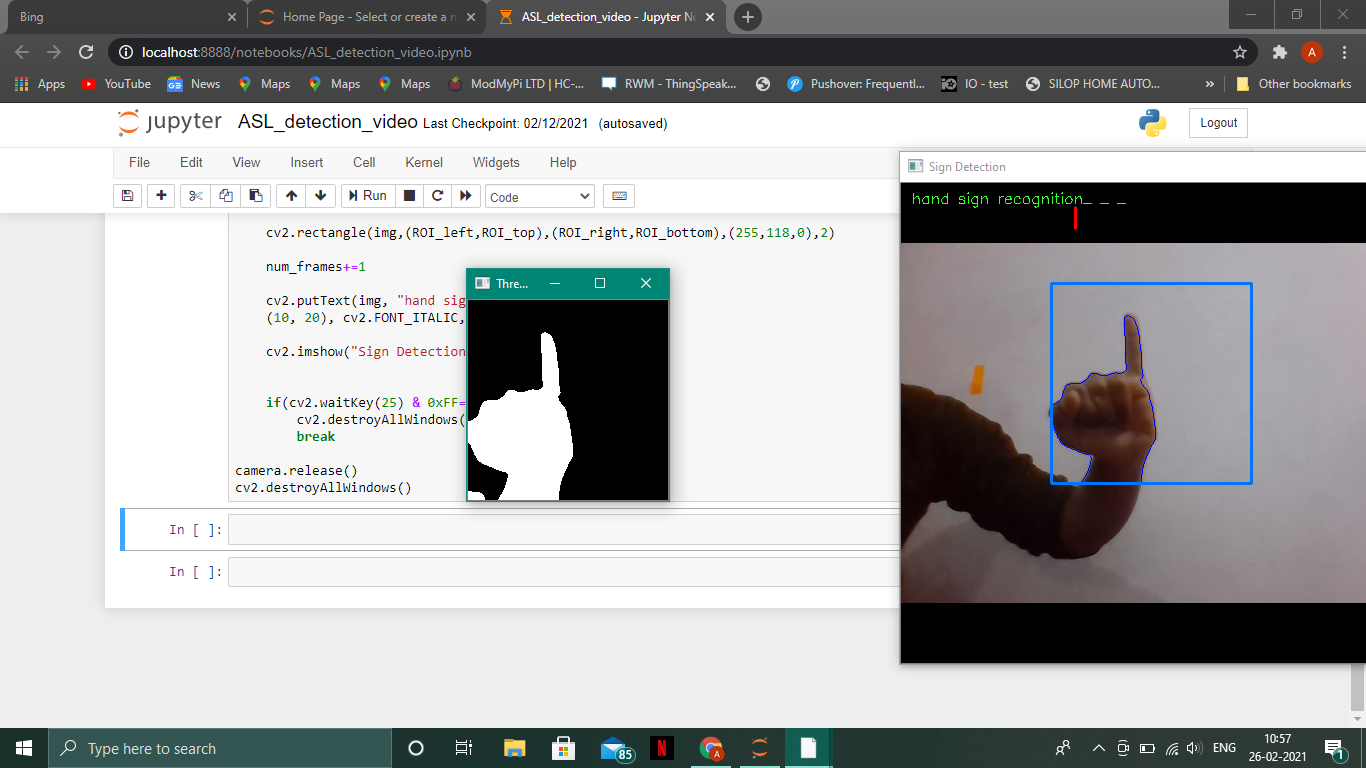 Bing
Home Page - Select or create a n
ASL_detection_video - Jupyter No
localhost:8888/notebooks/ASL_detection_video.ipynb
A
Apps
YouTube
News
Maps
Maps
Maps
ModMyPi LTD | HC-...
RWM - ThingSpeak...
Pushover: Frequentl...
IO - test
SILOP HOME AUTO...
»
Other bookmarks
jupyter
ASL_detection_video Last Checkpoint: 02/12/2021 (autosaved)
Logout
File Edit View Insert Cell Kernel Widgets Help
Run
Code
cv2.rectangle(img,(ROI_left,ROI_top),(ROI_right,ROI_bottom),(255,118,0),2)
num_frames+=1
cv2.putText(img, "hand sig
(10, 20), cv2.FONT_ITALIC,
cv2.imshow("Sign Detection
if(cv2.waitKey(25) & 0xFF=
cv2.destroyAllWindows(
break
camera.release()
cv2.destroyAllWindows()
In [ ]:
In [ ]:
Thre...
Sign Detection
hand sign recognition_ _ _
I
Type here to search
85
N
A
ENG
10:57
26-02-2021
1